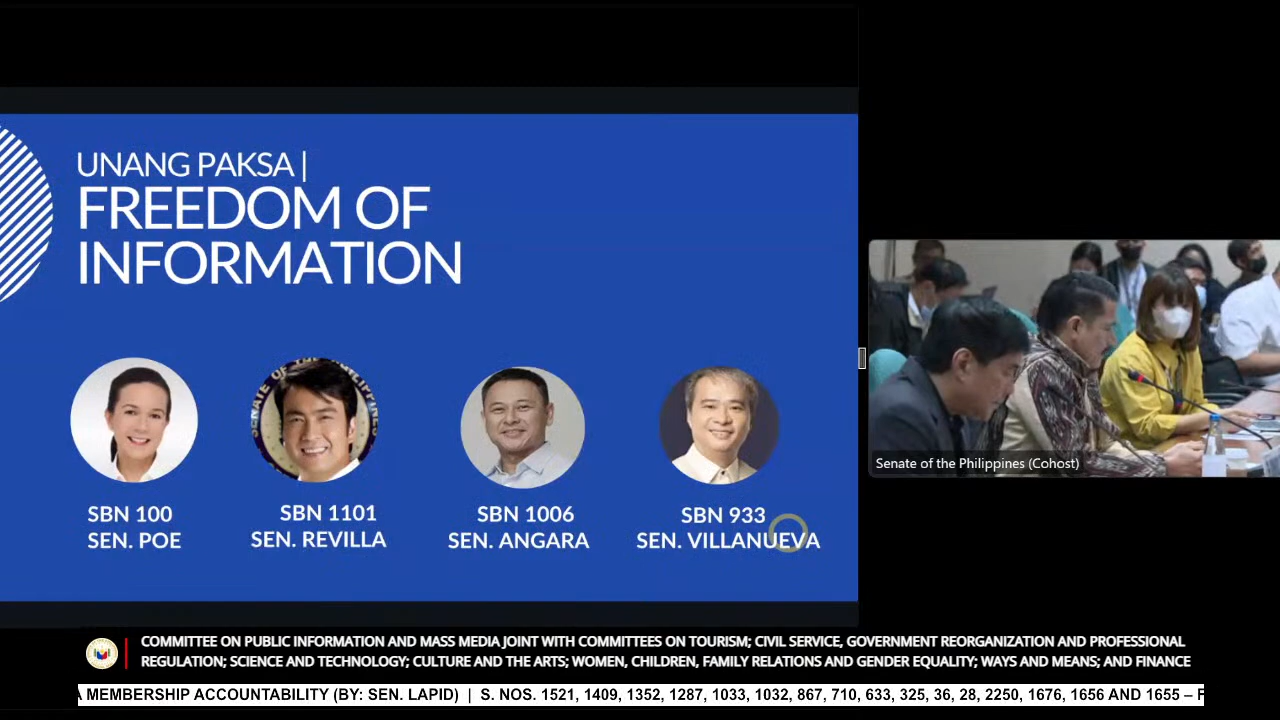 UNANG PAKSA |
FREEDOM OF
INFORMATION
SBN 100
SEN. POE
SBN 1101
SEN. REVILLA
SBN 1006
SEN. ANGARA
SBN 933
SEN. VILLANUEVA
Senate of the Philippines (Cohost)
COMMITTEE ON PUBLIC INFORMATION AND MASS MEDIA JOINT WITH COMMITTEES ON TOURISM; CIVIL SERVICE, GOVERNMENT REORGANIZATION AND PROFESSIONAL
REGULATION; SCIENCE AND TECHNOLOGY; CULTURE AND THE ARTS; WOMEN, CHILDREN, FAMILY RELATIONS AND GENDER EQUALITY; WAYS AND MEANS; AND FINANCE
MEMBERSHIP ACCOUNTABILITY (BY: SEN. LAPID) | S. NOS. 1521, 1409, 1352, 1287, 1033, 1032, 867, 710, 633, 325, 36, 28, 2250, 1676, 1656 AND 1655 –